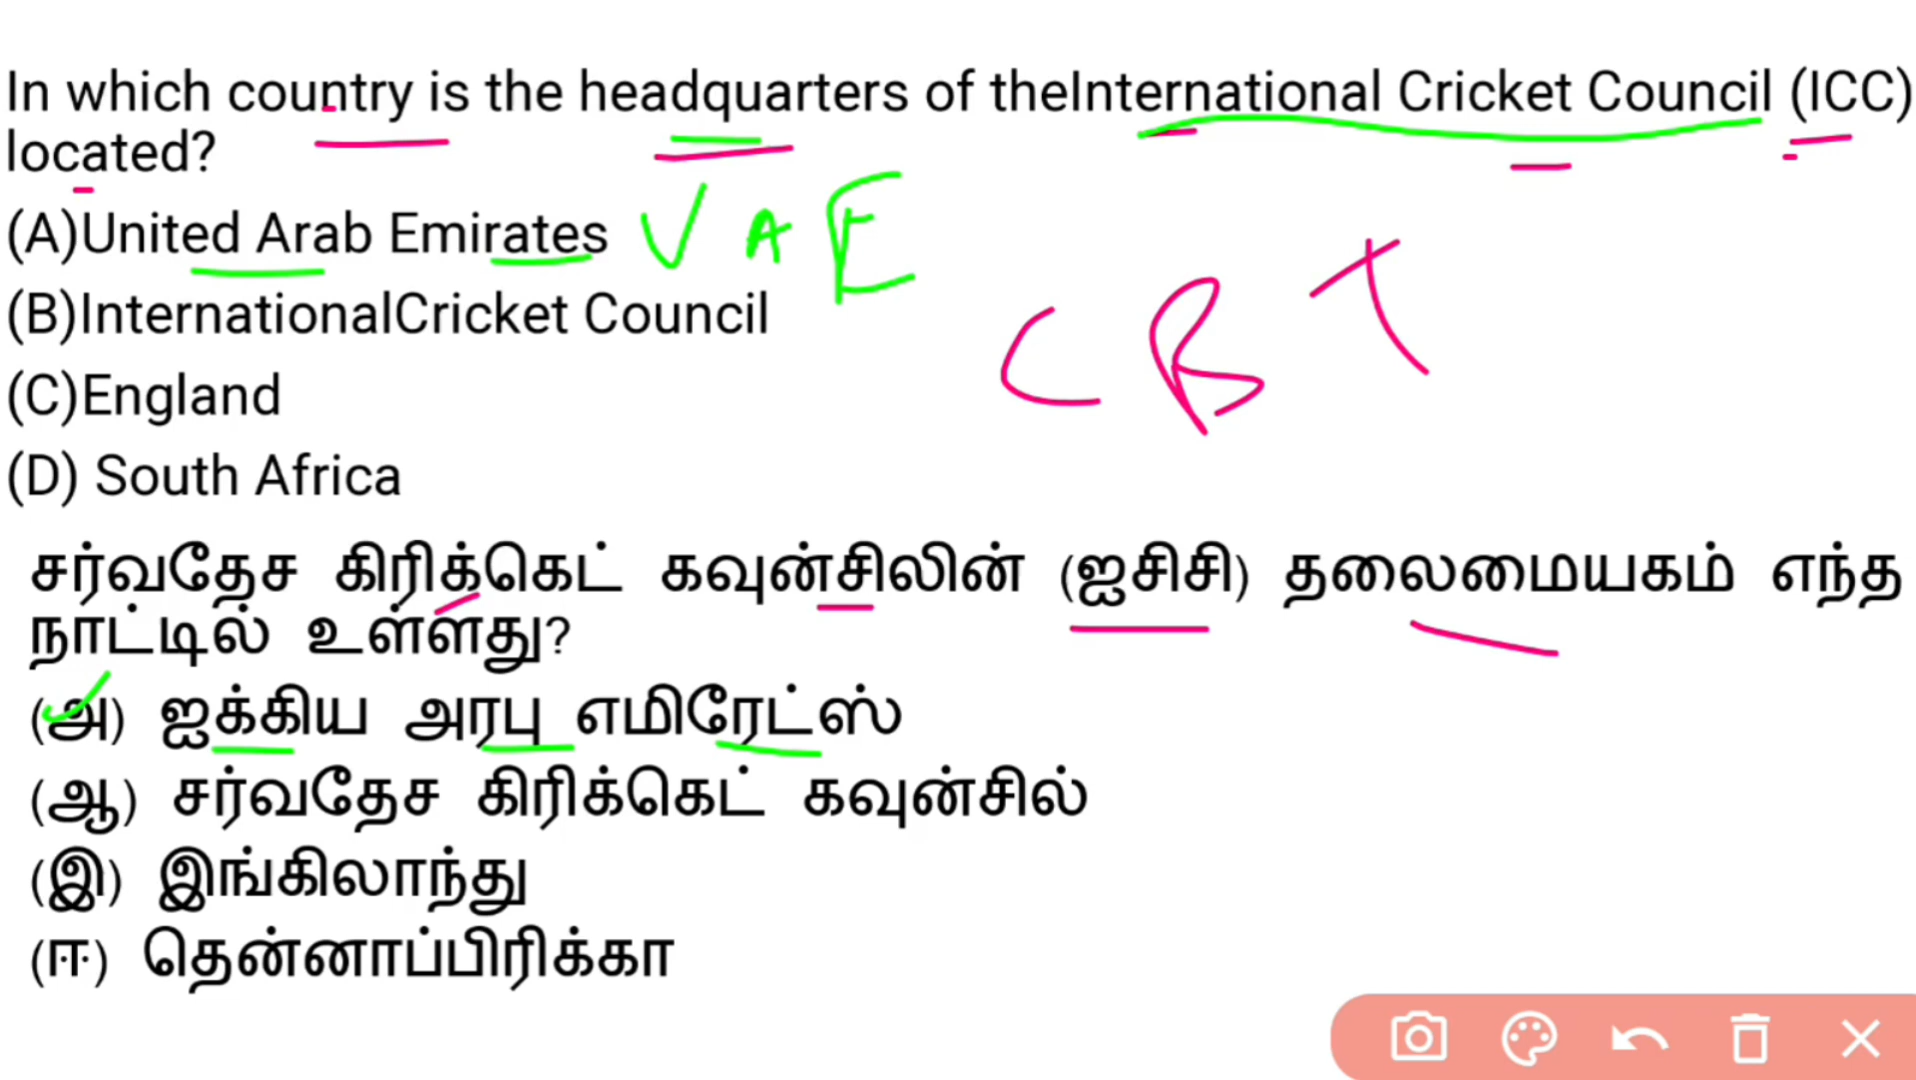 In which country is the headquarters of theInternational Cricket Council (ICC)
located?
(A)United Arab Emirates UAE
(B)InternationalCricket Council
(C)England
(D) South Africa
சர்வதேச கிரிக்கெட் கவுன்சிலின் (ஐசிசி) தலைமையகம் எந்த
நாட்டில் உள்ளது?
(அ) ஐக்கிய அரபு எமிரேட்ஸ்
(ஆ) சர்வதேச கிரிக்கெட் கவுன்சில்
(இ) இங்கிலாந்து
(ஈ) தென்னாப்பிரிக்கா